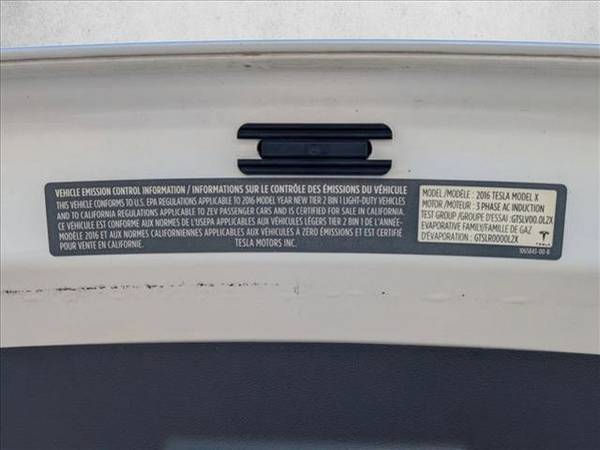 VEHICLE EMISSION CONTROL INFORMATION / INFORMATIONS SUR LE CONTRÔLE DES ÉMISSIONS DU VÉHICULE
THIS VEHICLE CONFORMS TO U.S. EPA REGULATIONS APPLICABLE TO 2016 MODEL YEAR NEW TIER 2 BIN 1 LIGHT-DUTY VEHICLES
AND TO CALIFORNIA REGULATIONS APPLICABLE TO ZEV PASSENGER CARS AND IS CERTIFIED FOR SALE IN CALIFORNIA.
CE VÉHICULE EST CONFORME AUX NORMES DE L'USEPA APPLICABLES AUX VÉHICULES LÉGERS TIER 2 BIN 1 DE L'ANNÉE-
MODÈLE 2016 ET AUX NORMES CALIFORNIENNES APPLICABLES AUX VÉHICULES À ZÉRO ÉMISSIONS ET EST CERTIFIÉ
POUR VENTE EN CALIFORNIE.
TESLA MOTORS INC.
MODEL / MODÈLE : 2016 TESLA MODEL X
MOTOR / MOTEUR : 3 PHASE AC INDUCTION
TEST GROUP / GROUPE D'ESSAI: GTSLV00.0L2X
EVAPORATIVE FAMILY/FAMILLE DE GAZ
D'ÉVAPORATION : GTSLR0000L2X
TESLA
1065845-00-B